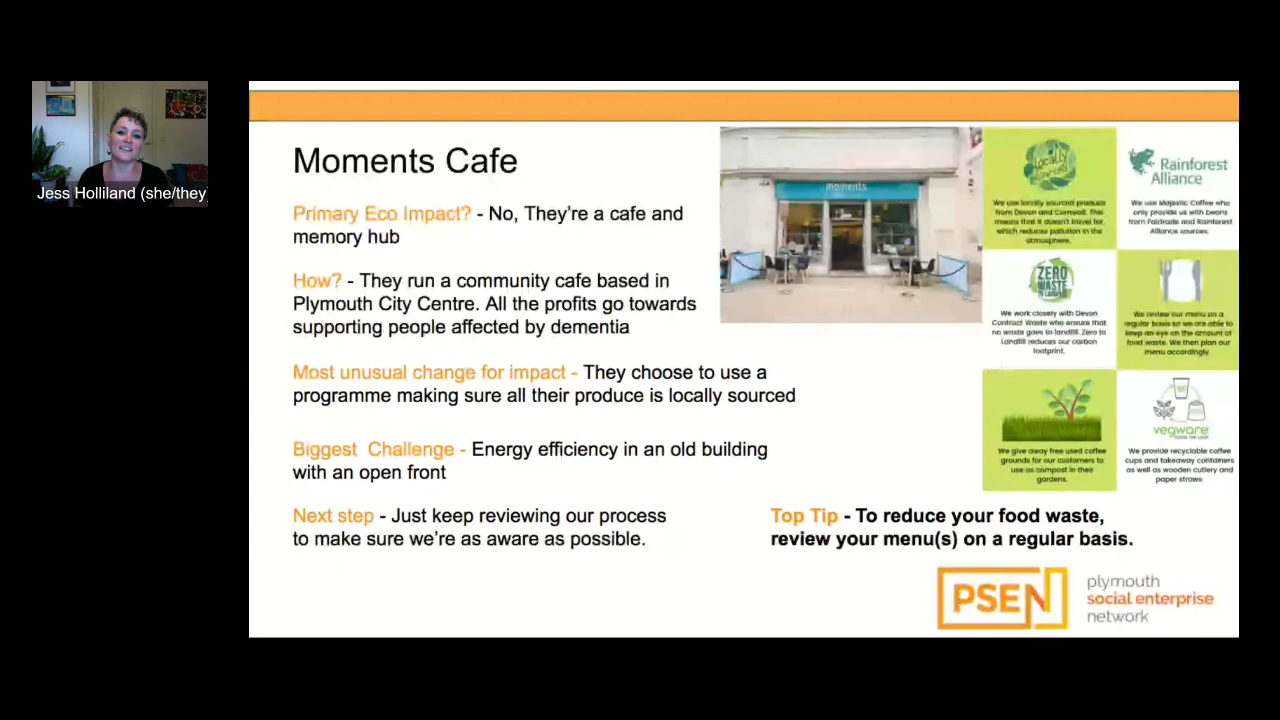 Jess Holliland (she/they
Moments Cafe
Primary Eco Impact? - No, They're a cafe and
memory hub
How? - They run a community cafe based in
Plymouth City Centre. All the profits go towards
supporting people affected by dementia
Most unusual change for impact - They choose to use a
programme making sure all their produce is locally sourced
Biggest Challenge - Energy efficiency in an old building
with an open front
Next step - Just keep reviewing our process
to make sure we're as aware as possible.
moments
locally
sourced
We use locally sourced produce
from Devon and Cornwall. This
means that it doesn't travel far,
which reduces pollution in the
atmosphere.
Rainforest
Alliance
We use Majestic Coffee who
only provide us with beans
from Fairtrade and Rainforest
Alliance sources.
ZERO
WASTE
TO LANDFILL
We work closely with Devon
Contract Waste who ensure that
no waste goes to landfill. Zero to
Landfill reduces our carbon
footprint.
We review our menu on a
regular basis so we are able to
keep an eye on the amount of
food waste. We then plan our
menu accordingly.
We give away free used coffee
grounds for our customers to
use as compost in their
gardens.
vegware
We provide recyclable coffee
cups and takeaway containers
as well as wooden cutlery and
paper straws.
Top Tip - To reduce your food waste,
review your menu(s) on a regular basis.
PSEN
plymouth
social enterprise
network